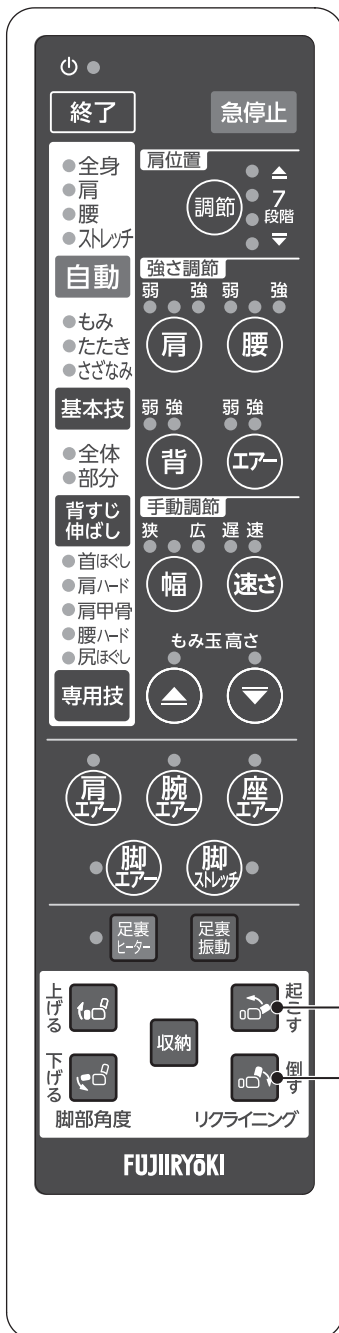 終了
急停止
全身
肩
腰
ストレッチ
自動
肩位置
調節
7
段階
強さ調節
弱 強 弱 強
肩
腰
もみ
たたき
さざなみ
基本技
弱 強 弱 強
背
エアー
全体
部分
背すじ
伸ばし
手動調節
狭 広 遅 速
幅
速さ
首ほぐし
肩ハード
肩甲骨
腰ハード
尻ほぐし
専用技
もみ玉高さ
肩
エアー
腕
エアー
座
エアー
脚
エアー
脚
ストレッチ
足裏
ヒーター
足裏
振動
上げる
下げる
脚部角度
収納
起こす
倒す
リクライニング
FUJIIRYōKI